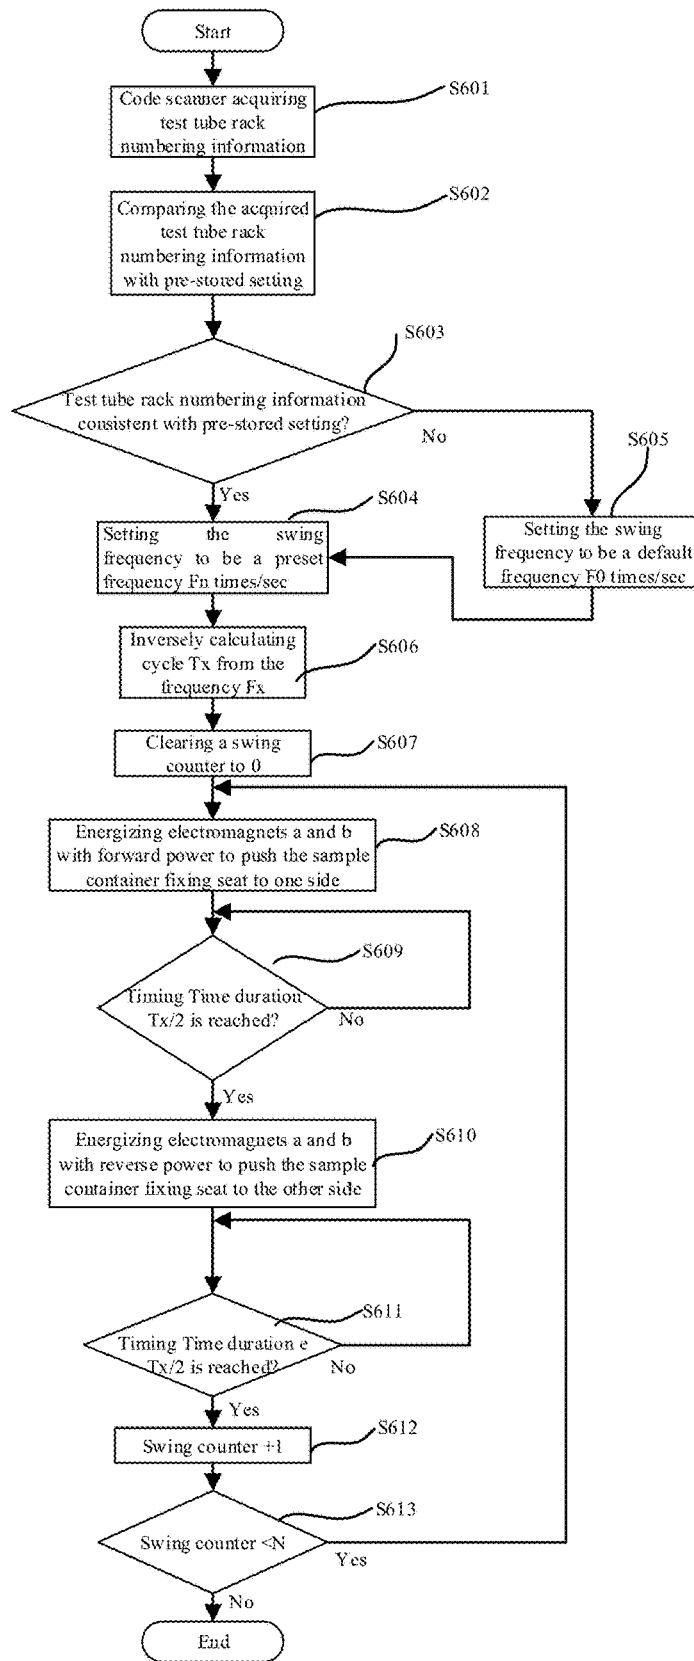 Start
S601
Code scanner acquiring
test tube rack
numbering information
S602
Comparing the acquired
test tube rack
numbering information
with pre-stored setting
S603
Test tube rack numbering information
consistent with pre-stored setting?
No
S605
Yes
S604
Setting the swing
frequency to be a preset
frequency Fn times/sec
Setting the swing
frequency to be a default
frequency F0 times/sec
Inversely calculating
cycle Tx from the
frequency Fx
S606
Clearing a swing
counter to 0
S607
Energizing electromagnets a and b
with forward power to push the sample
container fixing seat to one side
S608
S609
Timing Time duration
Tx/2 is reached?
No
Yes
Energizing electromagnets a and b
with reverse power to push the sample
container fixing seat to the other side
S610
S611
Timing Time duration e
Tx/2 is reached?
No
Yes
Swing counter +1
S612
S613
Swing counter <N
Yes
No
End